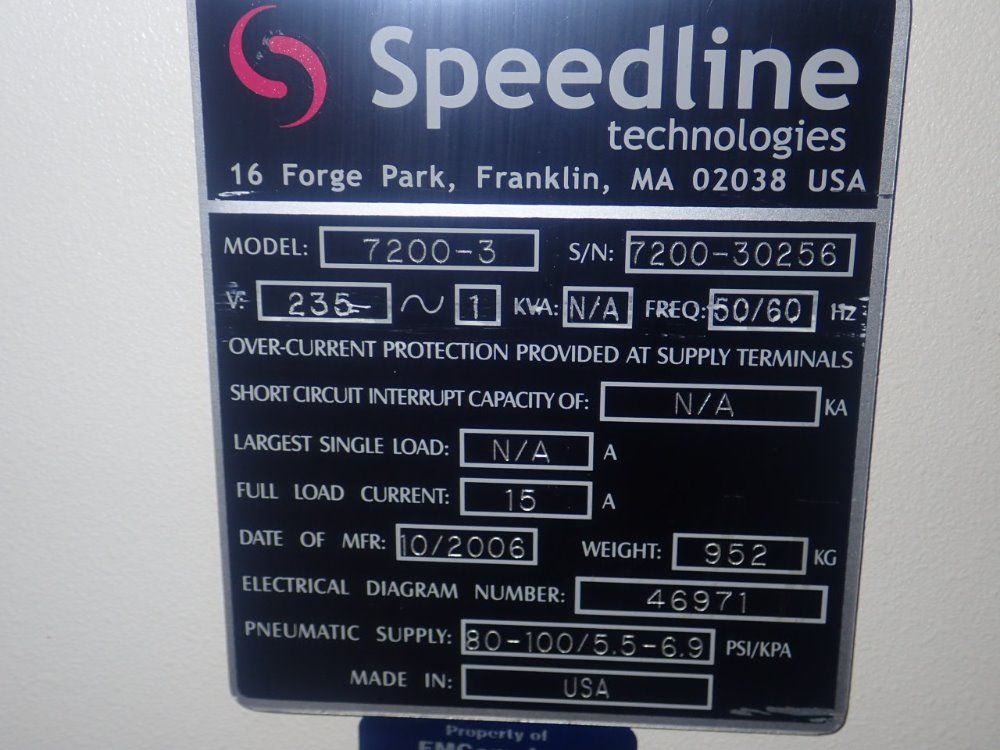 Speedline
technologies
16 Forge Park, Franklin, MA 02038 USA
MODEL: 7200-3 S/N: 7200-30256
V: 235 ~ 1 KVA: N/A FREQ: 50/60 HZ
OVER-CURRENT PROTECTION PROVIDED AT SUPPLY TERMINALS
SHORT CIRCUIT INTERRUPT CAPACITY OF: N/A KA
LARGEST SINGLE LOAD: N/A A
FULL LOAD CURRENT: 15 A
DATE OF MFR: 10/2006 WEIGHT: 952 KG
ELECTRICAL DIAGRAM NUMBER: 46971
PNEUMATIC SUPPLY: 80-100/5.5-6.9 PSI/KPA
MADE IN: USA
Property of